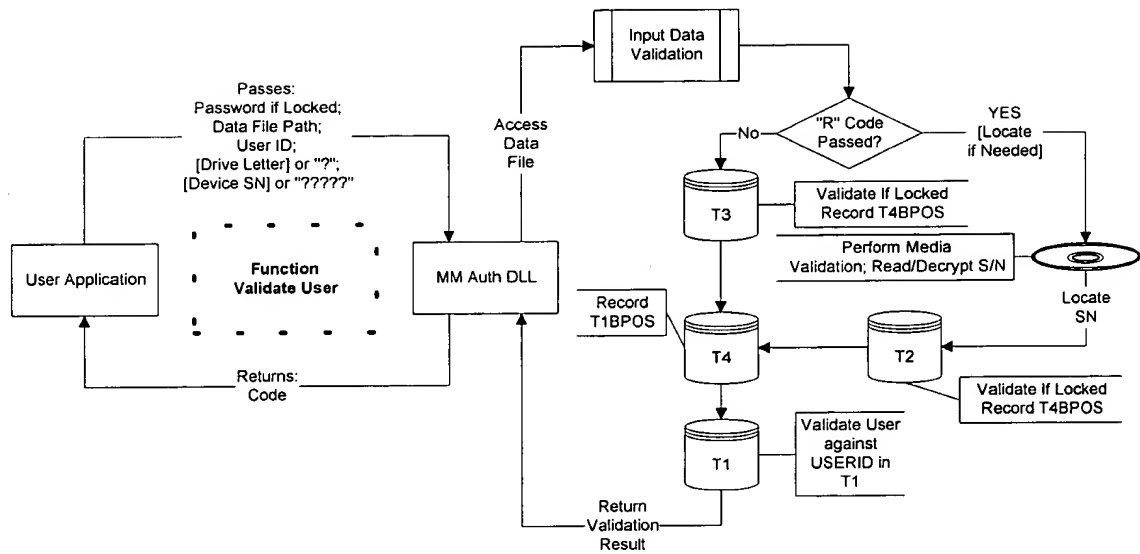 Input Data
Validation
Passes:
Password if Locked;
Data File Path;
User ID;
[Drive Letter] or "?";
[Device SN] or "?????"
Access
Data
File
"R" Code
Passed?
No
YES
[Locate
if Needed]
T3
Validate If Locked
Record T4BPOS
Perform Media
Validation; Read/Decrypt S/N
User Application
Function
Validate User
MM Auth DLL
Record
T1BPOS
Locate
SN
T4
T2
Validate If Locked
Record T4BPOS
Returns:
Code
T1
Validate User
against
USERID in
T1
Return
Validation
Result